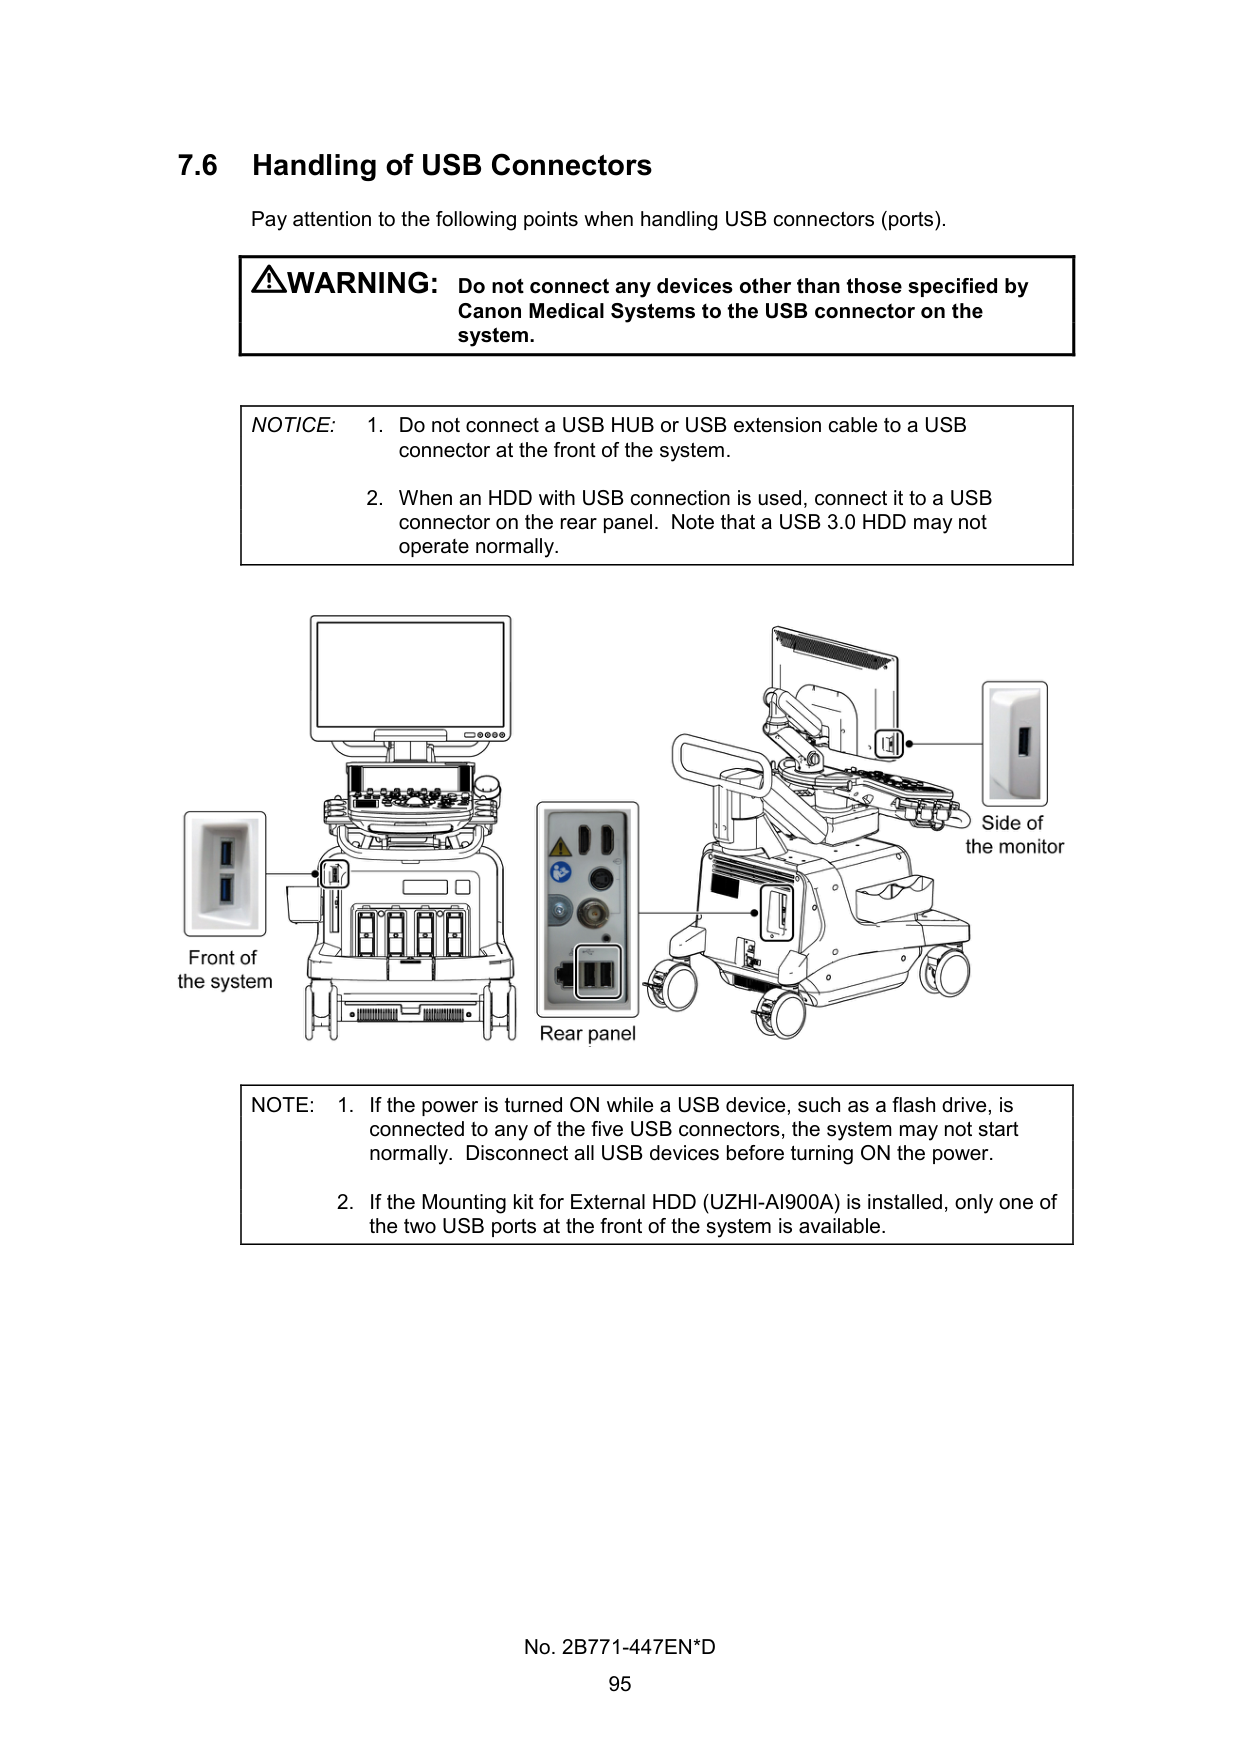 7.6 Handling of USB Connectors
Pay attention to the following points when handling USB connectors (ports).
WARNING: Do not connect any devices other than those specified by
Canon Medical Systems to the USB connector on the
system.
NOTICE: 1. Do not connect a USB HUB or USB extension cable to a USB
connector at the front of the system.
2. When an HDD with USB connection is used, connect it to a USB
connector on the rear panel. Note that a USB 3.0 HDD may not
operate normally.
Side of
the monitor
Front of
the system
Rear panel
NOTE: 1. If the power is turned ON while a USB device, such as a flash drive, is
connected to any of the five USB connectors, the system may not start
normally. Disconnect all USB devices before turning ON the power.
2. If the Mounting kit for External HDD (UZHI-AI900A) is installed, only one of
the two USB ports at the front of the system is available.
No. 2B771-447EN*D
95